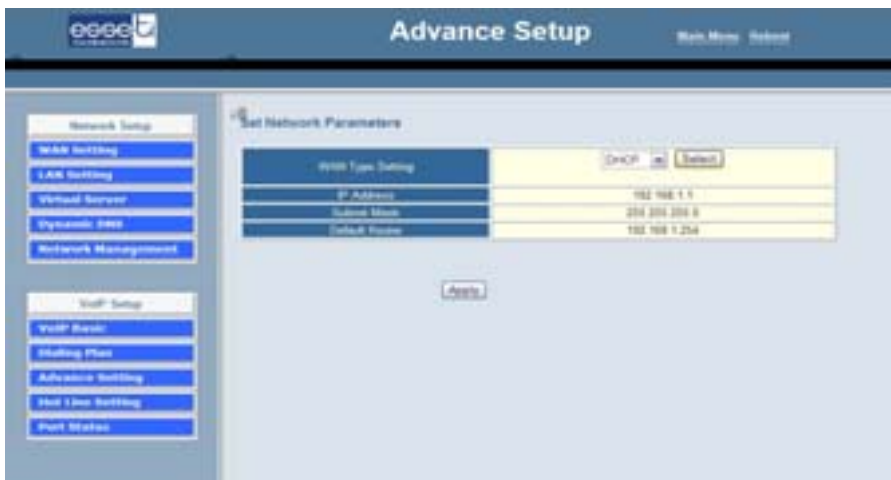 Advance Setup
Main Menu Reboot
Network Setup
WAN Setting
LAN Setting
Virtual Server
Dynamic DNS
Network Management
VoIP Setup
VoIP Basic
Dialing Plan
Advance Setting
Hot Line Setting
Port Status
Set Network Parameters
WAN Type Setting DHCP Select
IP Address 192.168.1.1
Subnet Mask 255.255.255.0
Default Router 192.168.1.254
Apply